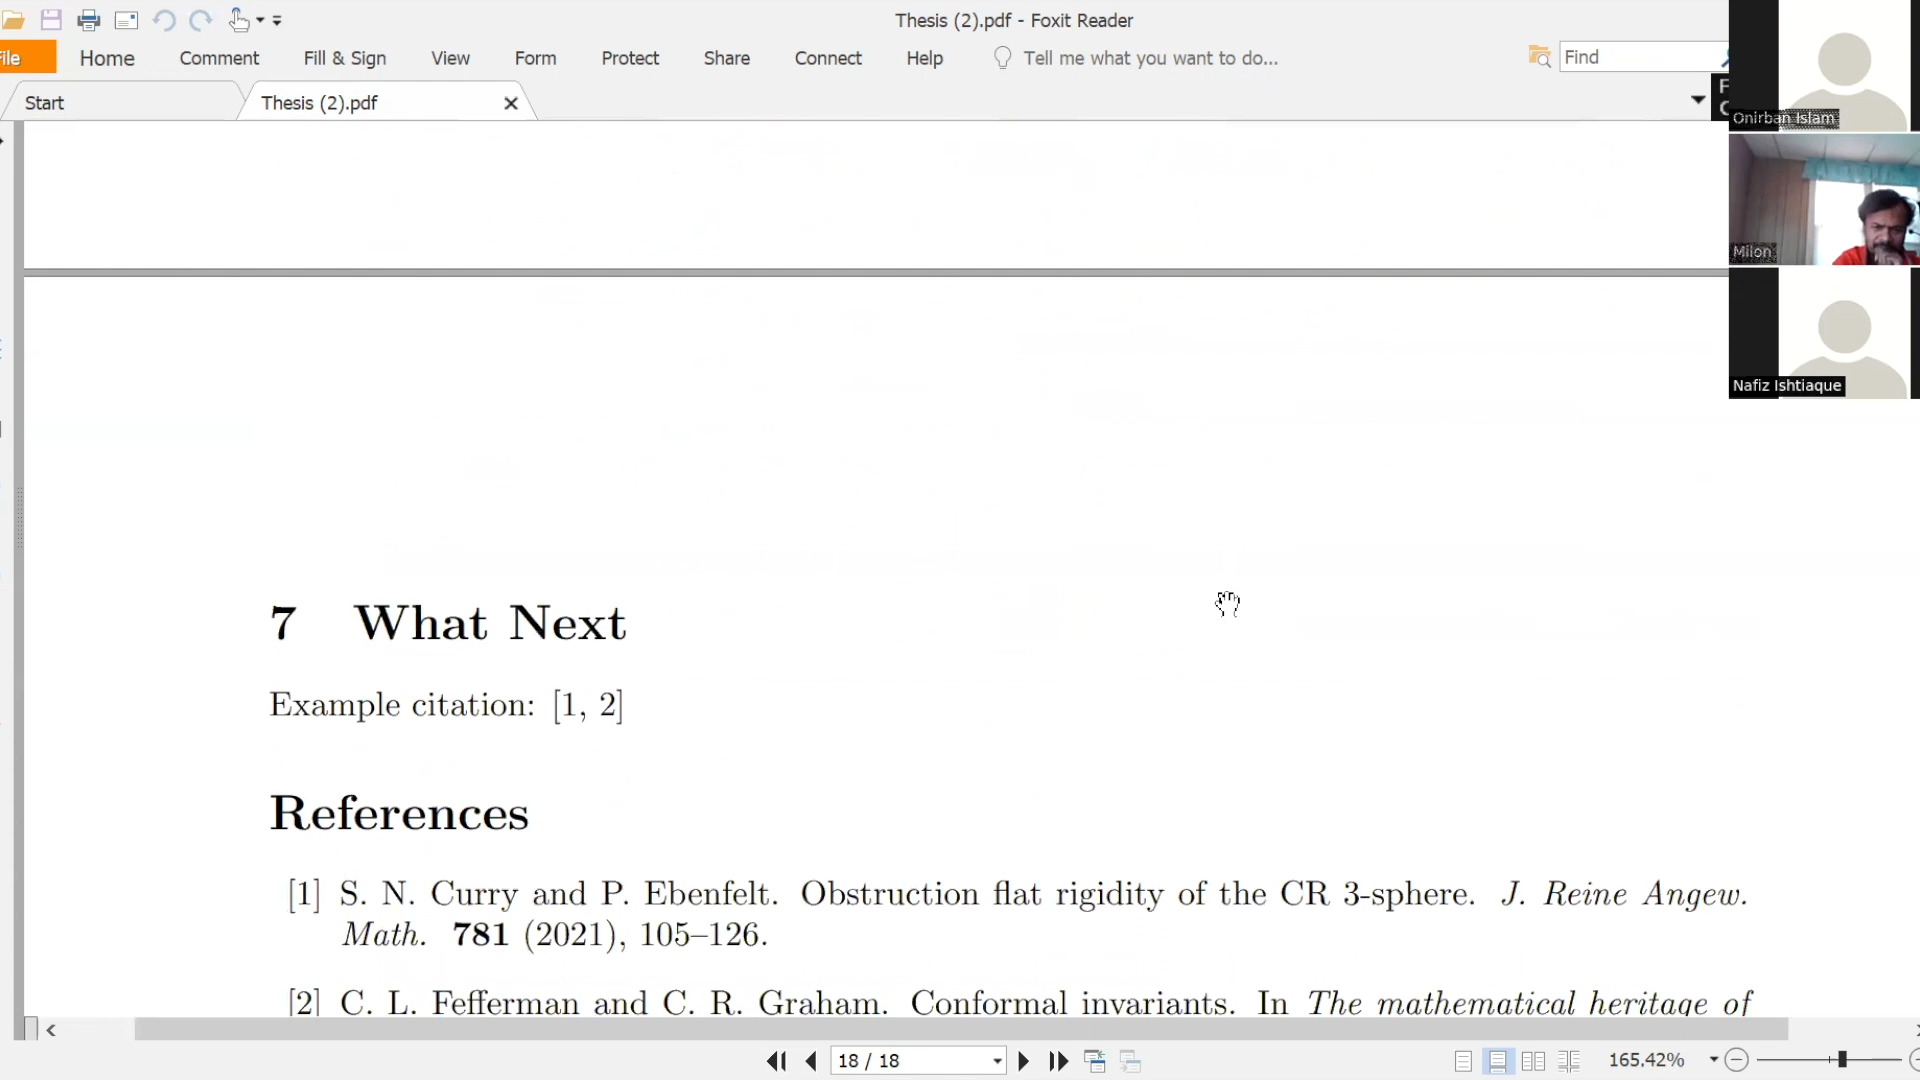 Thesis (2).pdf - Foxit Reader
File
Home
Comment
Fill & Sign
View
Form
Protect
Share
Connect
Help
Tell me what you want to do...
Find
Start
Thesis (2).pdf
Onirban Islam
Milon
Nafiz Ishtiaque
7 What Next
Example citation: [1, 2]
References
[1] S. N. Curry and P. Ebenfelt. Obstruction flat rigidity of the CR 3-sphere. J. Reine Angew.
Math. 781 (2021), 105–126.
[2] C. L. Fefferman and C. R. Graham. Conformal invariants. In The mathematical heritage of
18 / 18
165.42%